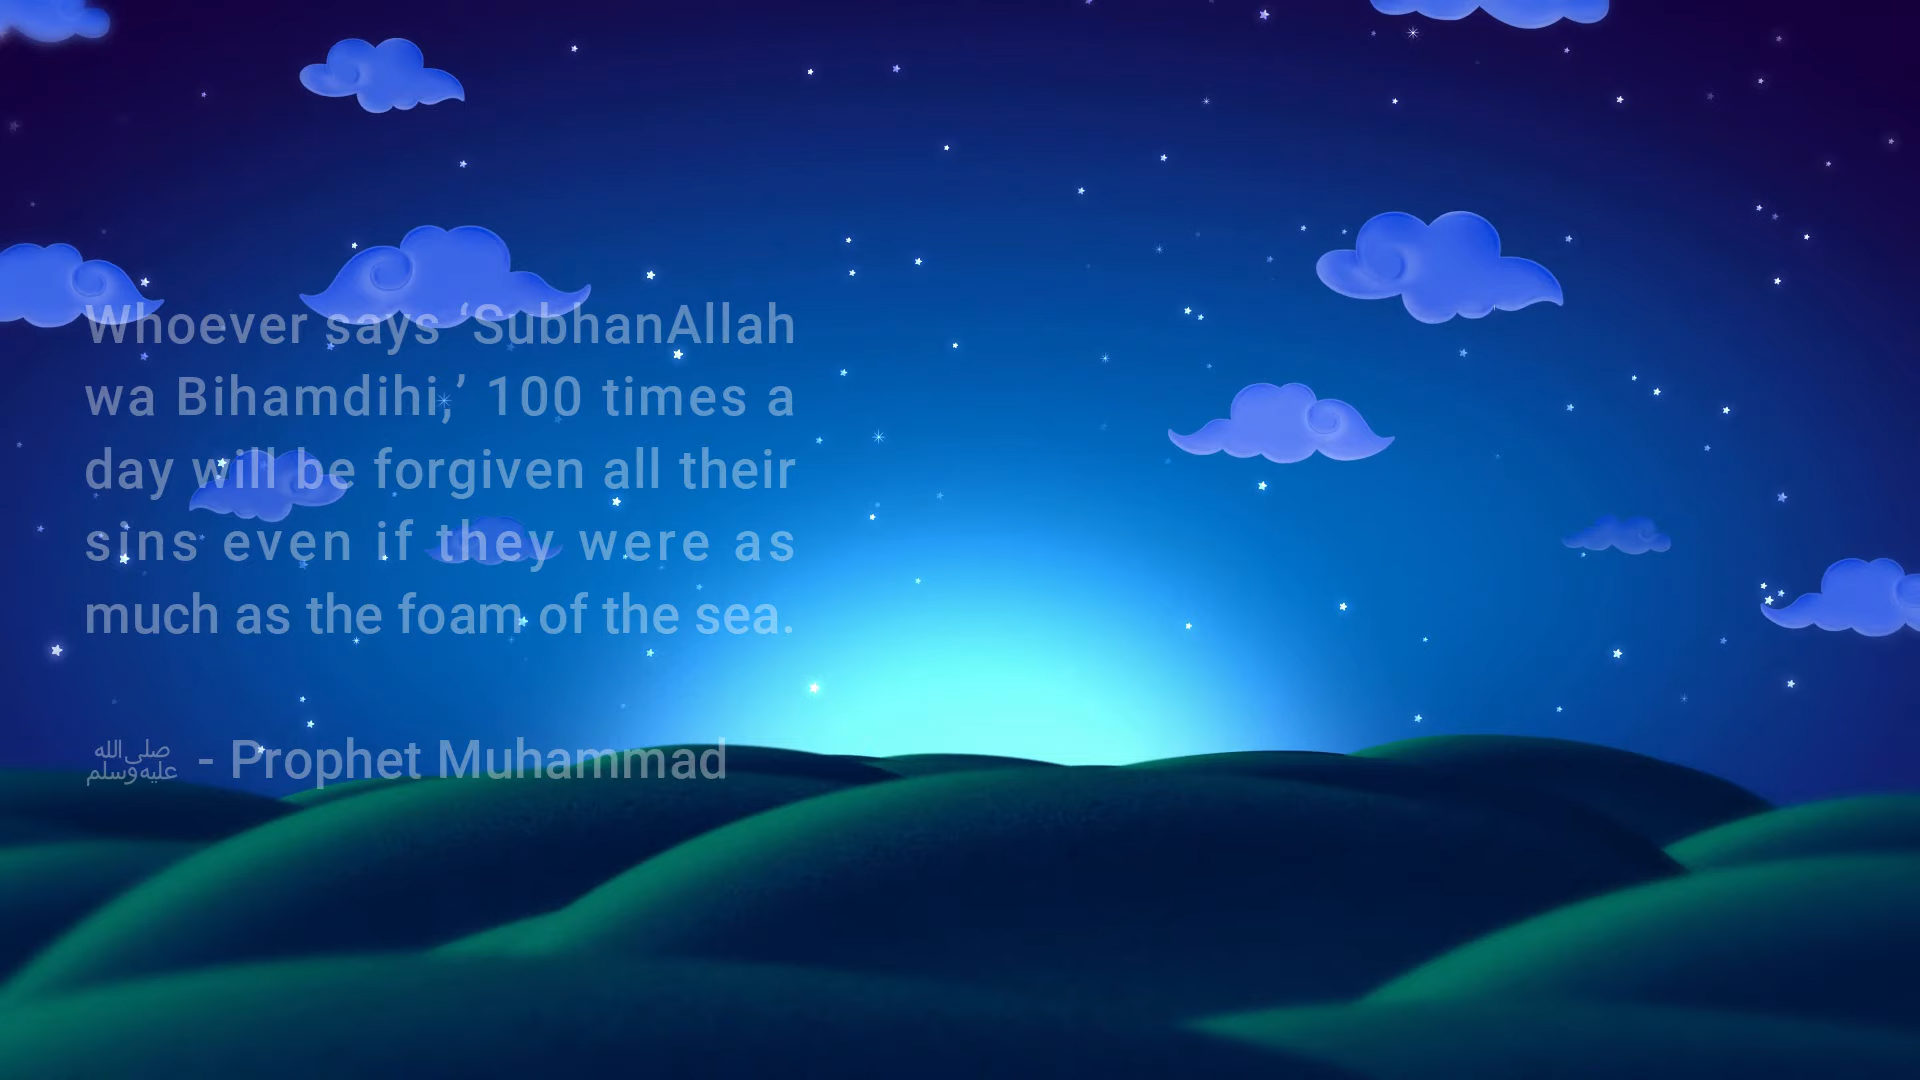 Whoever says ‘SubhanAllah
wa Bihamdihi,’ 100 times a
day will be forgiven all their
sins even if they were as
much as the foam of the sea.
ﷺ - Prophet Muhammad